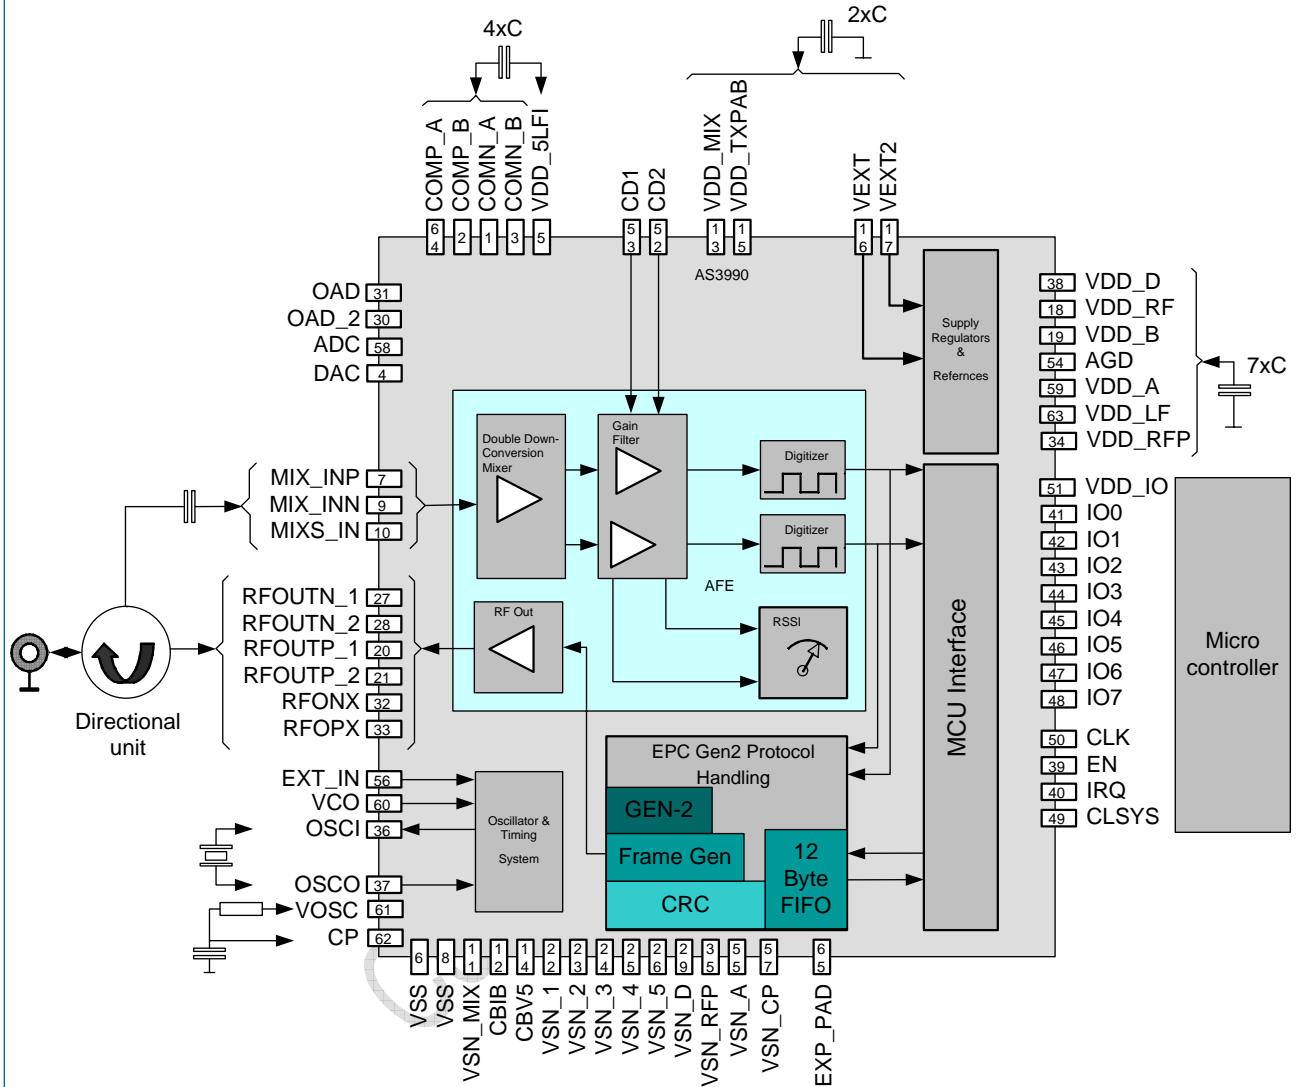 4xC
2xC
COMP_A
COMP_B
COMN_A
COMN_B
VDD_5LFI
CD1
CD2
VDD_MIX
VDD_TXPAB
VEXT
VEXT2
64
2
1
3
5
53
52
13
15
16
17
AS3990
OAD 31
OAD_2 30
ADC 58
DAC 4
Supply
Regulators
&
Refernces
38 VDD_D
18 VDD_RF
19 VDD_B
54 AGD
59 VDD_A
63 VDD_LF
34 VDD_RFP
7xC
Double Down-
Conversion
Mixer
Gain
Filter
Digitizer
Digitizer
AFE
RF Out
RSSI
MIX_INP 7
MIX_INN 9
MIXS_IN 10
RFOUTN_1 27
RFOUTN_2 28
RFOUTP_1 20
RFOUTP_2 21
RFONX 32
RFOPX 33
Directional
unit
MCU Interface
51 VDD_IO
41 IO0
42 IO1
43 IO2
44 IO3
45 IO4
46 IO5
47 IO6
48 IO7
50 CLK
39 EN
40 IRQ
49 CLSYS
Micro
controller
EXT_IN 56
VCO 60
OSCI 36
OSCO 37
VOSC 61
CP 62
Oscillator &
Timing
System
EPC Gen2 Protocol
Handling
GEN-2
Frame Gen
CRC
12
Byte
FIFO
6
8
11
12
14
22
23
24
25
26
29
35
55
57
65
VSS
VSS
VSN_MIX
CBIB
CBV5
VSN_1
VSN_2
VSN_3
VSN_4
VSN_5
VSN_D
VSN_RFP
VSN_A
VSN_CP
EXP_PAD